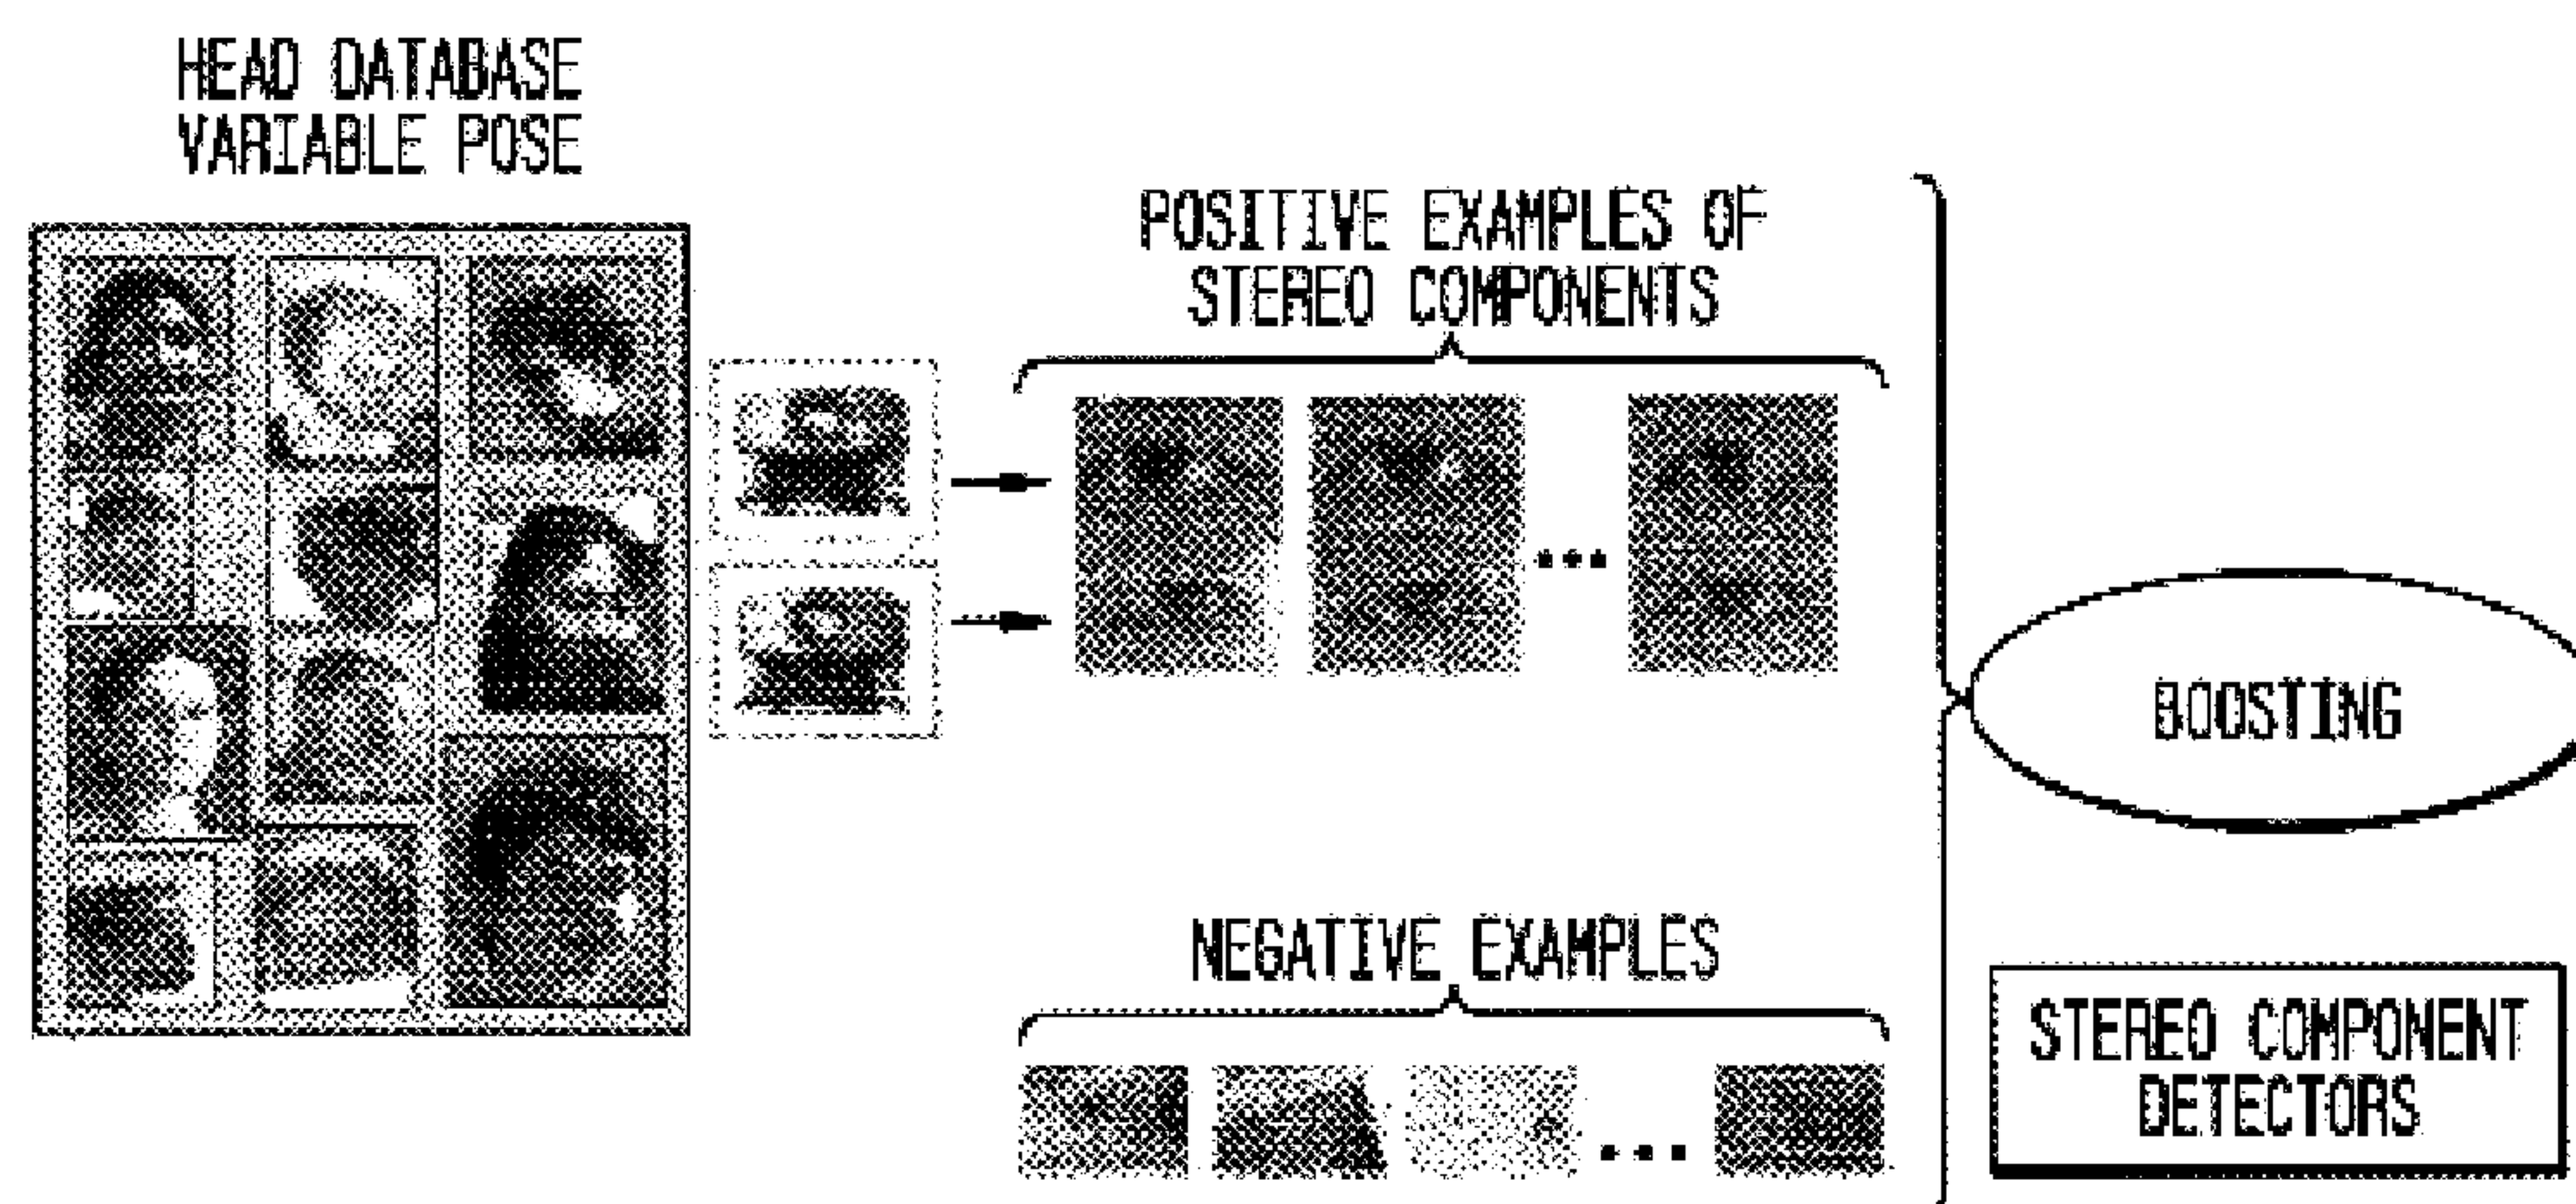 HEAD DATABASE
VARIABLE POSE
POSITIVE EXAMPLES OF
STEREO COMPONENTS
BOOSTING
NEGATIVE EXAMPLES
STEREO COMPONENT
DETECTORS